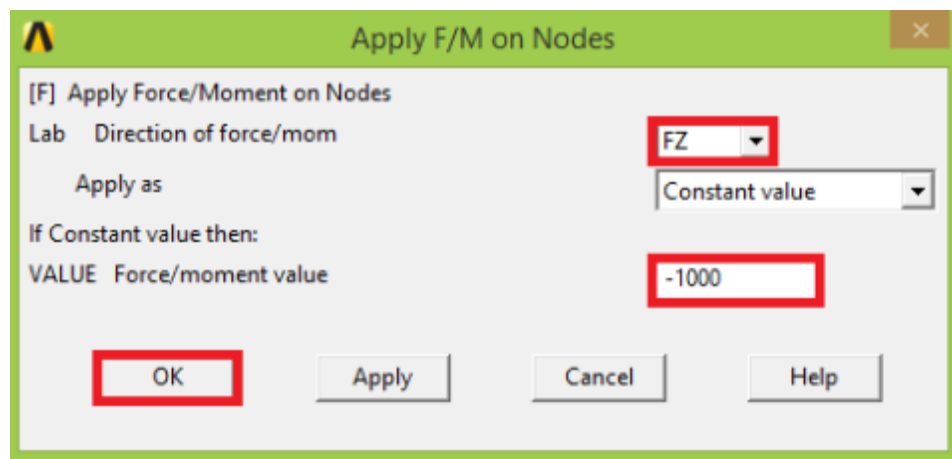 Apply F/M on Nodes
[F] Apply Force/Moment on Nodes
Lab Direction of force/mom FZ
Apply as Constant value
If Constant value then:
VALUE Force/moment value -1000
OK Apply Cancel Help